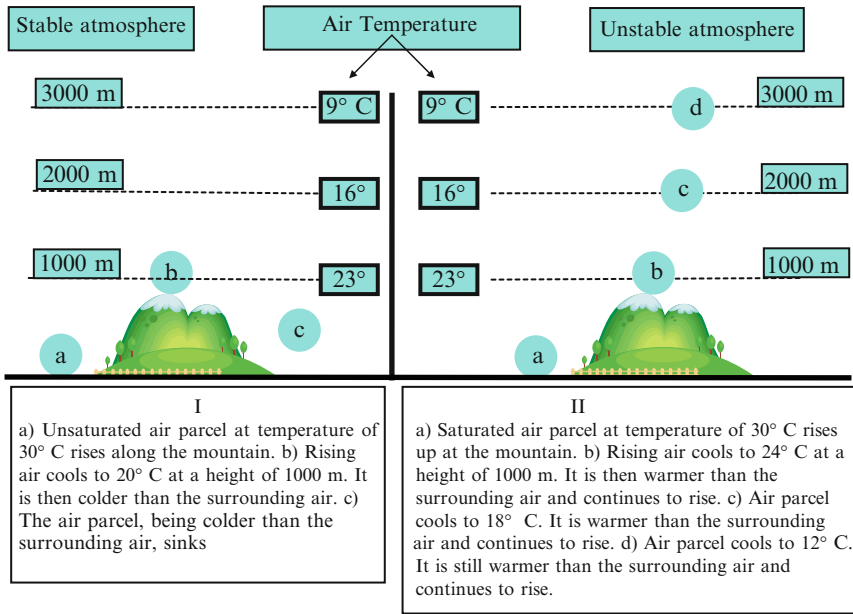 Stable atmosphere
Air Temperature
Unstable atmosphere
3000 m
9° C
9° C
d
3000 m
2000 m
16°
16°
c
2000 m
1000 m
b
23°
23°
b
1000 m
c
a
a
I
a) Unsaturated air parcel at temperature of
30° C rises along the mountain. b) Rising
air cools to 20° C at a height of 1000 m. It
is then colder than the surrounding air. c)
The air parcel, being colder than the
surrounding air, sinks
II
a) Saturated air parcel at temperature of 30° C rises
up at the mountain. b) Rising air cools to 24° C at a
height of 1000 m. It is then warmer than the
surrounding air and continues to rise. c) Air parcel
cools to 18° C. It is warmer than the surrounding
air and continues to rise. d) Air parcel cools to 12° C.
It is still warmer than the surrounding air and
continues to rise.